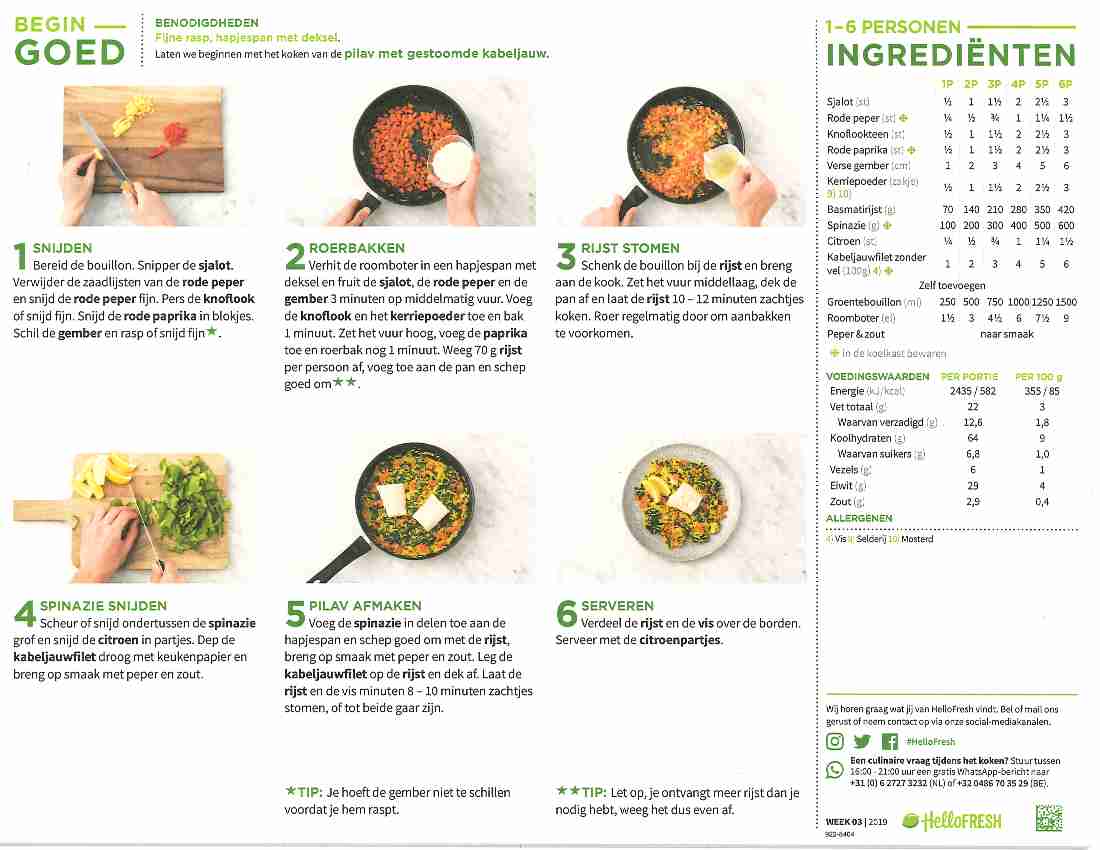 BEGIN
GOED
BENODIGDHEDEN
Fijne rasp, hapjespan met deksel.
Laten we beginnen met het koken van de pilav met gestoomde kabeljauw.
1 SNIJDEN
Bereid de bouillon. Snipper de sjalot.
Verwijder de zaadlijsten van de rode peper
en snijd de rode peper fijn. Pers de knoflook
of snijd fijn. Snijd de rode paprika in blokjes.
Schil de gember en rasp of snijd fijn★.
2 ROERBAKKEN
Verhit de roomboter in een hapjespan met
deksel en fruit de sjalot, de rode peper en de
gember 3 minuten op middelmatig vuur. Voeg
de knoflook en het kerriepoeder toe en bak
1 minuut. Zet het vuur hoog, voeg de paprika
toe en roerbak nog 1 minuut. Weeg 70 g rijst
per persoon af, voeg toe aan de pan en schep
goed om★★.
3 RIJST STOMEN
Schenk de bouillon bij de rijst en breng
aan de kook. Zet het vuur middellaag, dek de
pan af en laat de rijst 10 – 12 minuten zachtjes
koken. Roer regelmatig door om aanbakken
te voorkomen.
4 SPINAZIE SNIJDEN
Scheur of snijd ondertussen de spinazie
grof en snijd de citroen in partjes. Dep de
kabeljauwfilet droog met keukenpapier en
breng op smaak met peper en zout.
5 PILAV AFMAKEN
Voeg de spinazie in delen toe aan de
hapjespan en schep goed om met de rijst,
breng op smaak met peper en zout. Leg de
kabeljauwfilet op de rijst en dek af. Laat de
rijst en de vis minuten 8 – 10 minuten zachtjes
stomen, of tot beide gaar zijn.
6 SERVEREN
Verdeel de rijst en de vis over de borden.
Serveer met de citroenpartjes.
★TIP: Je hoeft de gember niet te schillen
voordat je hem raspt.
★★TIP: Let op, je ontvangt meer rijst dan je
nodig hebt, weeg het dus even af.
1–6 PERSONEN
INGREDIËNTEN
1P 2P 3P 4P 5P 6P
Sjalot (st) ½ 1 1½ 2 2½ 3
Rode peper (st) ¼ ½ ¾ 1 1¼ 1½
Knoflookteen (st) ½ 1 1½ 2 2½ 3
Rode paprika (st) ½ 1 1½ 2 2½ 3
Verse gember (cm) 1 2 3 4 5 6
Kerriepoeder (zakje)
9) 10) ½ 1 1½ 2 2½ 3
Basmatirijst (g) 70 140 210 280 350 420
Spinazie (g) 100 200 300 400 500 600
Citroen (st) ¼ ½ ¾ 1 1¼ 1½
Kabeljauwfilet zonder
vel (100g) 4) 1 2 3 4 5 6
Zelf toevoegen
Groentebouillon (ml) 250 500 750 1000 1250 1500
Roomboter (el) 1½ 3 4½ 6 7½ 9
Peper & zout naar smaak
in de koelkast bewaren
VOEDINGSWAARDEN PER PORTIE PER 100 g
Energie (kJ/kcal) 2435 / 582 355 / 85
Vet totaal (g) 22 3
Waarvan verzadigd (g) 12,6 1,8
Koolhydraten (g) 64 9
Waarvan suikers (g) 6,8 1,0
Vezels (g) 6 1
Eiwit (g) 29 4
Zout (g) 2,9 0,4
ALLERGENEN
4) Vis 9) Selderij 10) Mosterd
Wij horen graag wat jij van HelloFresh vindt. Bel of mail ons
gerust of neem contact op via onze social-mediakanalen.
#HelloFresh
Een culinaire vraag tijdens het koken? Stuur tussen
16:00 - 21:00 uur een gratis WhatsApp-bericht naar
+31 (0) 6 2727 3232 (NL) of +32 0486 70 35 29 (BE).
WEEK 03 | 2019
HelloFRESH